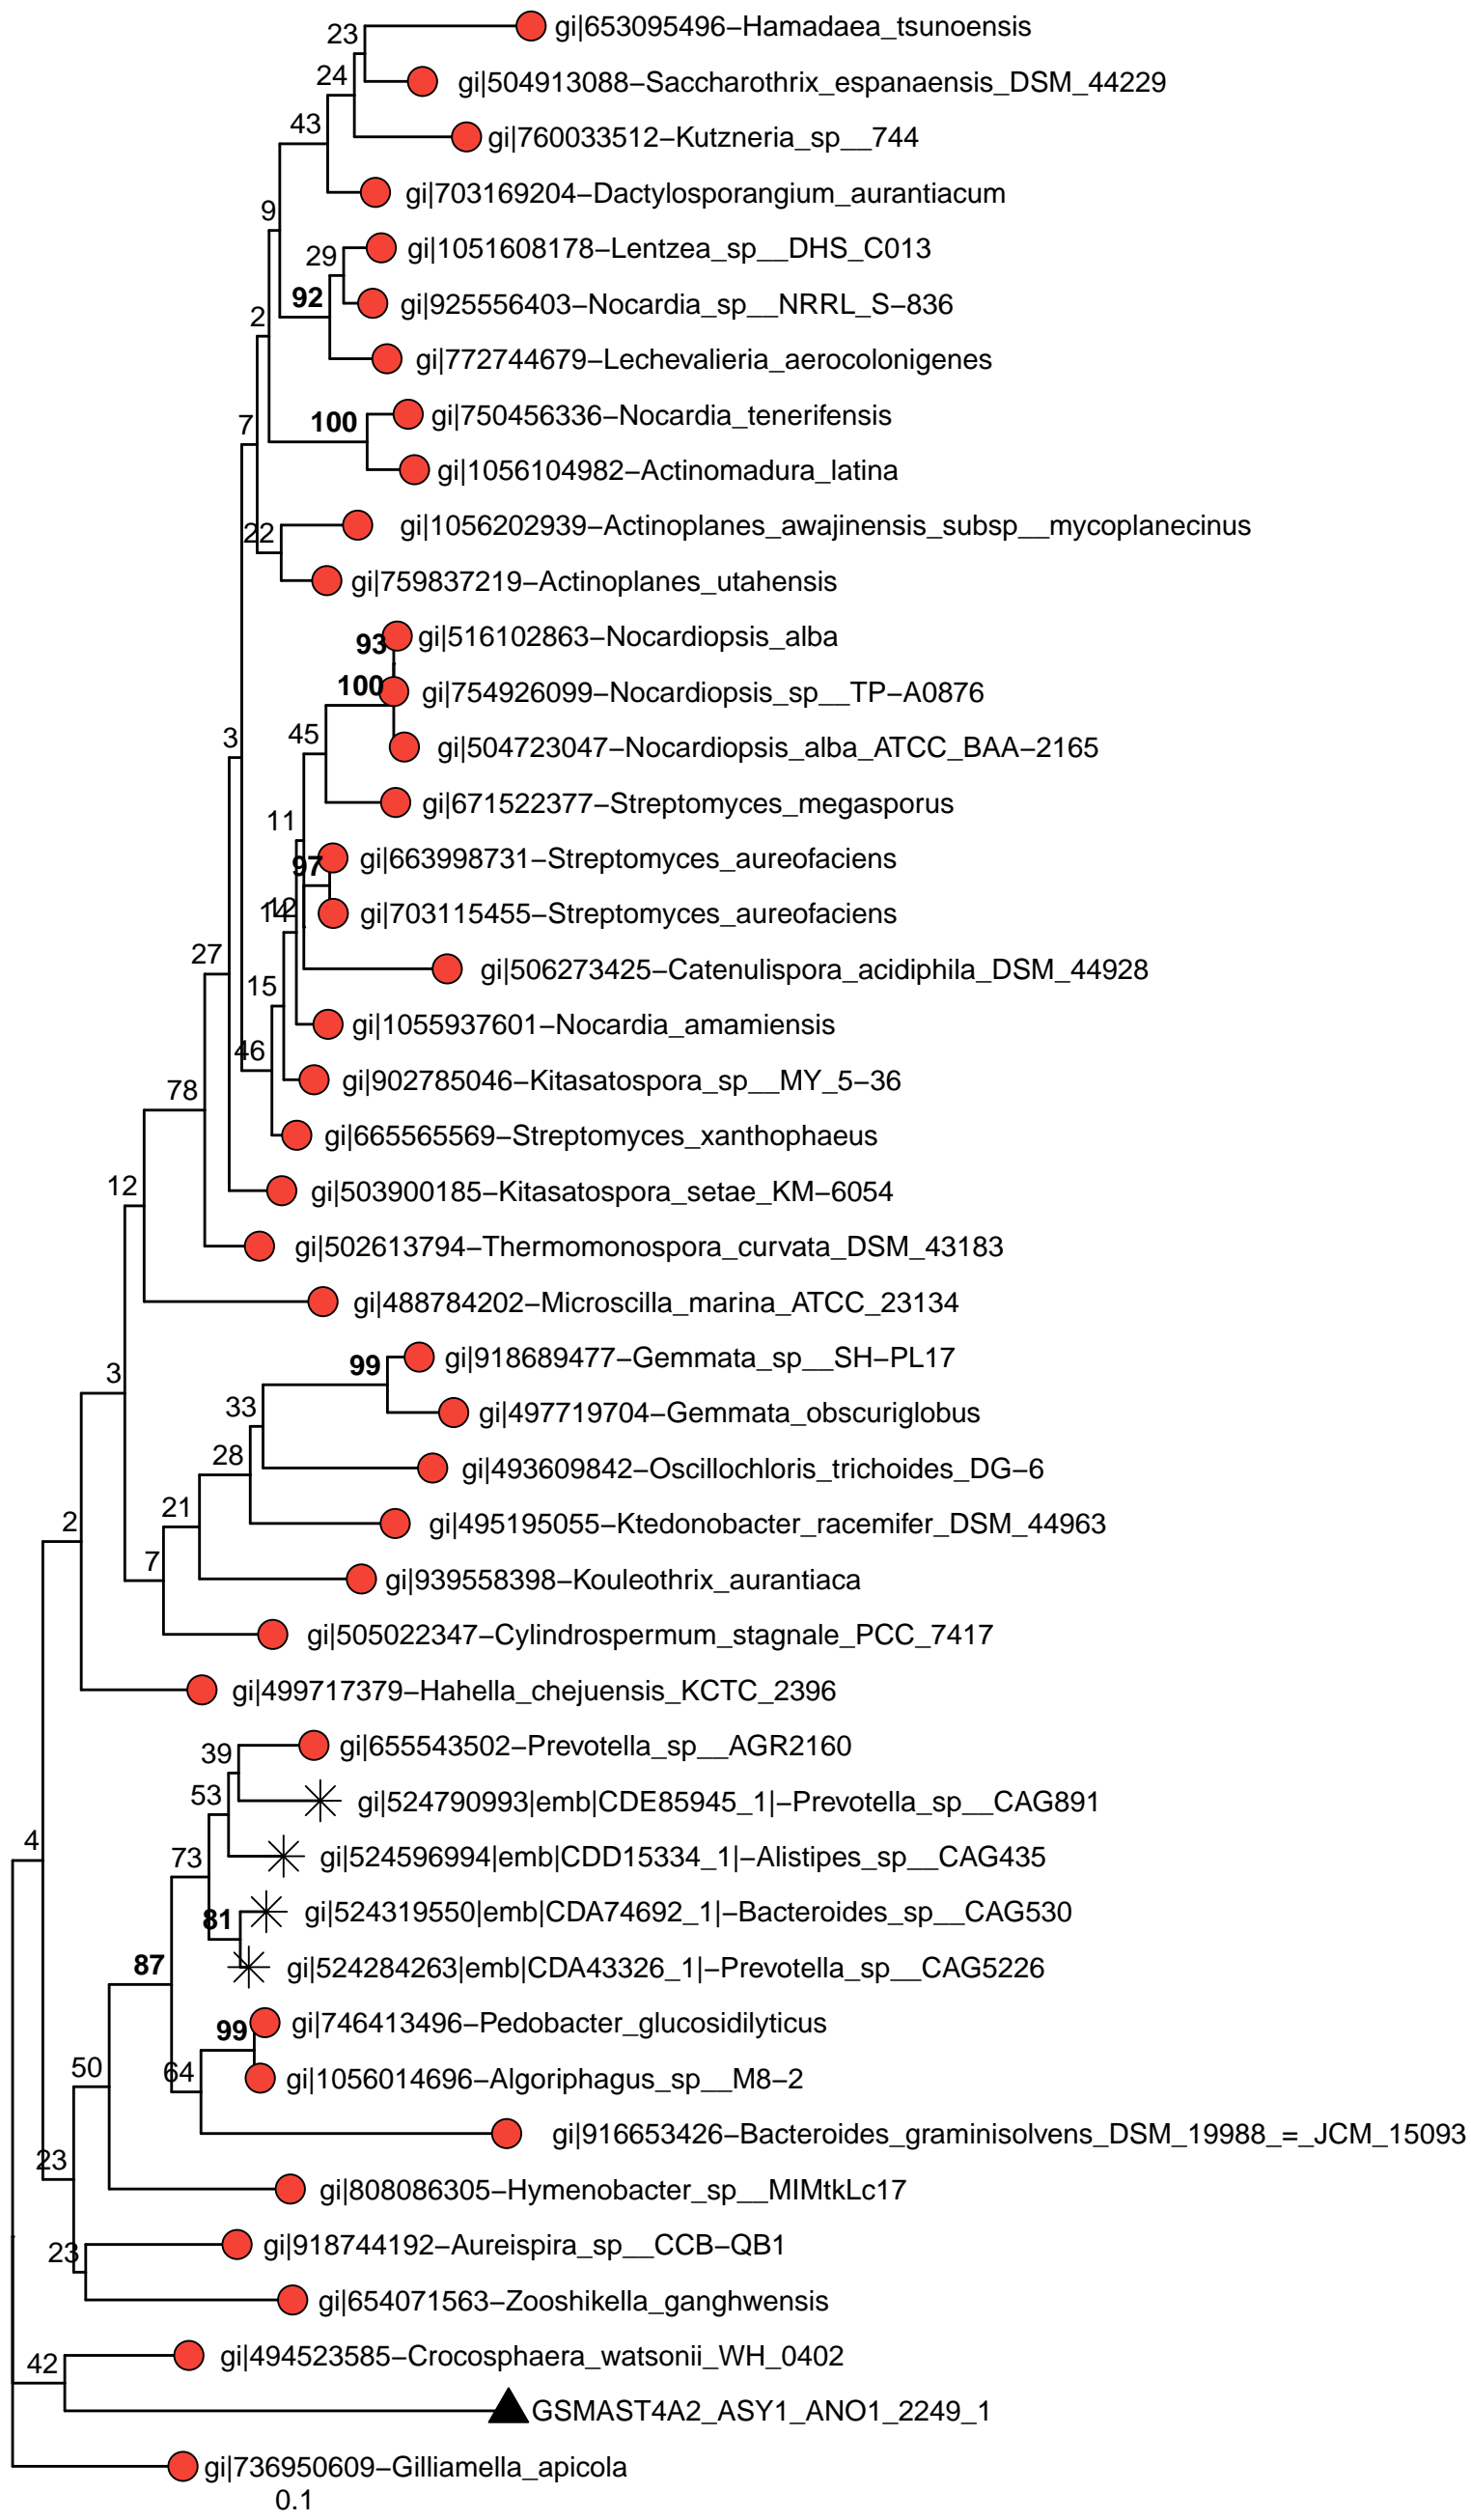 23
gi|653095496–Hamadaea_tsunoensis
24
gi|504913088–Saccharothrix_espanaensis_DSM_44229
43
gi|760033512–Kutzneria_sp__744
gi|703169204–Dactylosporangium_aurantiacum
9
29
gi|1051608178–Lentzea_sp__DHS_C013
92
gi|925556403–Nocardia_sp__NRRL_S−836
2
gi|772744679–Lechevalieria_aerocolonigenes
7
100
gi|750456336–Nocardia_tenerifensis
gi|1056104982–Actinomadura_latina
22
gi|1056202939–Actinoplanes_awajinensis_subsp__mycoplanecinus
gi|759837219–Actinoplanes_utahensis
93
gi|516102863–Nocardiopsis_alba
100
gi|754926099–Nocardiopsis_sp__TP−A0876
3
45
gi|504723047–Nocardiopsis_alba_ATCC_BAA−2165
gi|671522377–Streptomyces_megasporus
11
97
gi|663998731–Streptomyces_aureofaciens
14
12
gi|703115455–Streptomyces_aureofaciens
27
gi|506273425–Catenulispora_acidiphila_DSM_44928
15
gi|1055937601–Nocardia_amamiensis
46
gi|902785046–Kitasatospora_sp__MY_5−36
78
gi|665565569–Streptomyces_xanthophaeus
12
gi|503900185–Kitasatospora_setae_KM−6054
gi|502613794–Thermomonospora_curvata_DSM_43183
gi|488784202–Microscilla_marina_ATCC_23134
3
99
gi|918689477–Gemmata_sp__SH−PL17
33
gi|497719704–Gemmata_obscuriglobus
28
gi|493609842–Oscillochloris_trichoides_DG−6
2
21
gi|495195055–Ktedonobacter_racemifer_DSM_44963
7
gi|939558398–Kouleothrix_aurantiaca
gi|505022347–Cylindrospermum_stagnale_PCC_7417
gi|499717379–Hahella_chejuensis_KCTC_2396
39
gi|655543502–Prevotella_sp__AGR2160
53
gi|524790993|emb|CDE85945_1|−Prevotella_sp__CAG891
4
73
gi|524596994|emb|CDD15334_1|−Alistipes_sp__CAG435
81
gi|524319550|emb|CDA74692_1|−Bacteroides_sp__CAG530
87
gi|524284263|emb|CDA43326_1|−Prevotella_sp__CAG5226
99
gi|746413496–Pedobacter_glucosidilyticus
50
64
gi|1056014696–Algoriphagus_sp__M8−2
gi|916653426–Bacteroides_graminisolvens_DSM_19988_=_JCM_15093
23
gi|808086305–Hymenobacter_sp__MIMtkLc17
23
gi|918744192–Aureispira_sp__CCB−QB1
gi|654071563–Zooshikella_ganghwensis
42
gi|494523585–Crocosphaera_watsonii_WH_0402
GSMAST4A2_ASY1_ANO1_2249_1
gi|736950609–Gilliamella_apicola
0.1